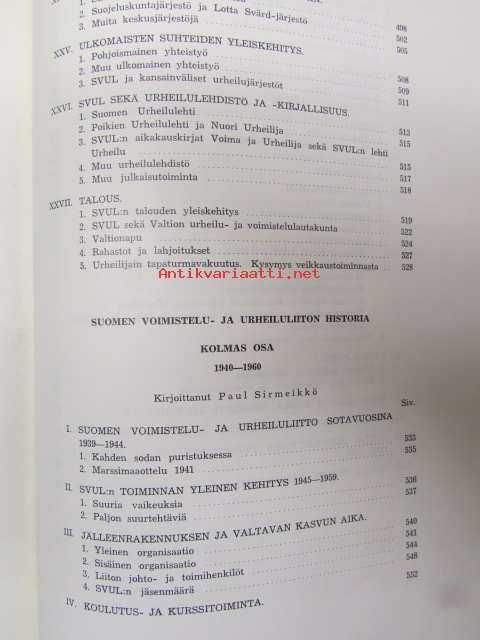 2. Suojeluskuntajärjestö ja Lotta Svärd-järjestö 498
3. Muita keskusjärjestöjä 502
XXV. ULKOMAISTEN SUHTEIDEN YLEISKEHITYS. 505
1. Pohjoismainen yhteistyö
2. Muu ulkomainen yhteistyö 508
3. SVUL ja kansainväliset urheilujärjestöt 509
511
XXVI. SVUL SEKÄ URHEILULEHDISTÖ JA -KIRJALLISUUS.
1. Suomen Urheilulehti
2. Poikien Urheilulehti ja Nuori Urheilija 513
3. SVUL:n aikakauskirjat Voima ja Urheilija sekä SVUL:n lehti 515
Urheilu
4. Muu urheilulehdistö 515
5. Muu julkaisutoiminta 517
518
XXVII. TALOUS.
1. SVUL:n talouden yleiskehitys 519
2. SVUL sekä Valtion urheilu- ja voimistelulautakunta 522
3. Valtionapu 524
4. Rahastot ja lahjoitukset 527
5. Urheilijain tapaturmavakuutus. Kysymys veikkaustoiminnasta 528
Antikvariaatti.net
SUOMEN VOIMISTELU- JA URHEILULIITON HISTORIA
KOLMAS OSA
1940—1960
Kirjoittanut Paul Sirmeikkö
Siv.
I. SUOMEN VOIMISTELU- JA URHEILULIITTO SOTAVUOSINA
1939—1944.
1. Kahden sodan puristuksessa 533
2. Marssimaaottelu 1941 535
II. SVUL:n TOIMINNAN YLEINEN KEHITYS 1945—1959.
1. Suuria vaikeuksia 536
2. Paljon suurtehtäviä 537
III. JÄLLEENRAKENNUKSEN JA VALTAVAN KASVUN AIKA.
1. Yleinen organisaatio 540
2. Sisäinen organisaatio 541
3. Liiton johto- ja toimihenkilöt 544
4. SVUL:n jäsenmäärä 548
552
IV. KOULUTUS- JA KURSSITOIMINTA.